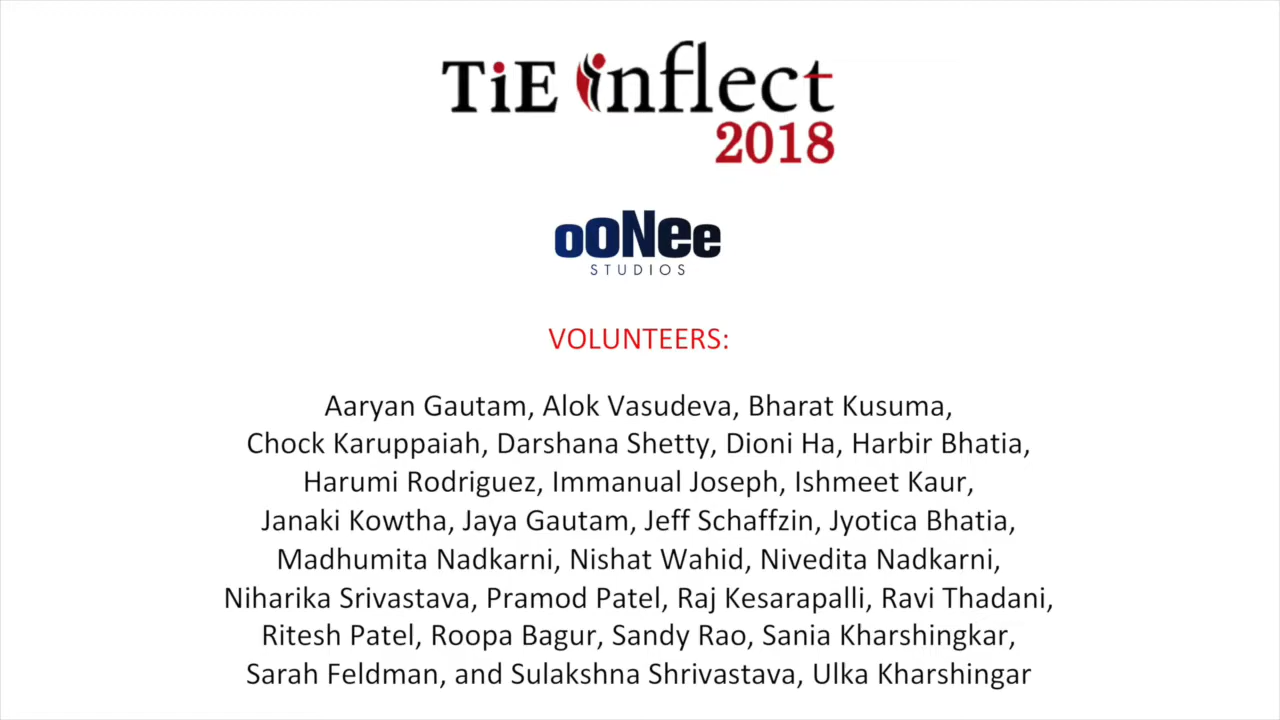 TiE inflect
2018
ooNee
STUDIOS
VOLUNTEERS:
Aaryan Gautam, Alok Vasudeva, Bharat Kusuma,
Chock Karuppaiah, Darshana Shetty, Dioni Ha, Harbir Bhatia,
Harumi Rodriguez, Immanual Joseph, Ishmeet Kaur,
Janaki Kowtha, Jaya Gautam, Jeff Schaffzin, Jyotica Bhatia,
Madhumita Nadkarni, Nishat Wahid, Nivedita Nadkarni,
Niharika Srivastava, Pramod Patel, Raj Kesarapalli, Ravi Thadani,
Ritesh Patel, Roopa Bagur, Sandy Rao, Sania Kharshingkar,
Sarah Feldman, and Sulakshna Shrivastava, Ulka Kharshingar